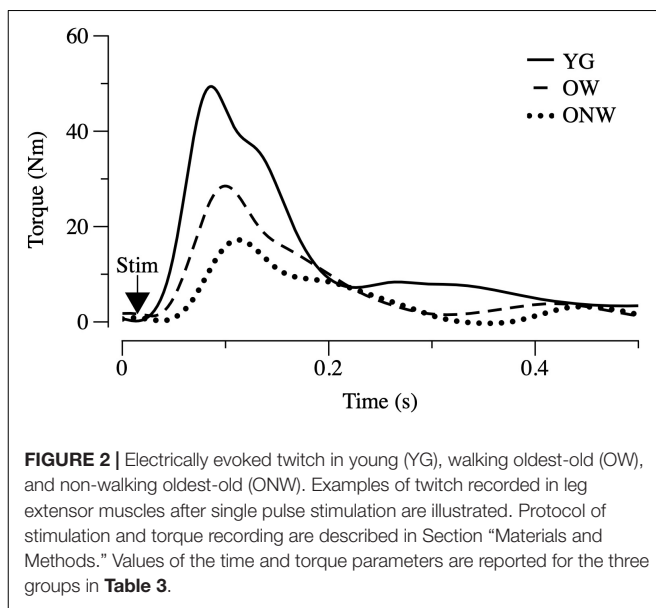 60
40
20
0
Torque (Nm)
Stim
YG
OW
ONW
0
0.2
0.4
Time (s)
FIGURE 2 | Electrically evoked twitch in young (YG), walking oldest-old (OW),
and non-walking oldest-old (ONW). Examples of twitch recorded in leg
extensor muscles after single pulse stimulation are illustrated. Protocol of
stimulation and torque recording are described in Section “Materials and
Methods.” Values of the time and torque parameters are reported for the three
groups in Table 3.